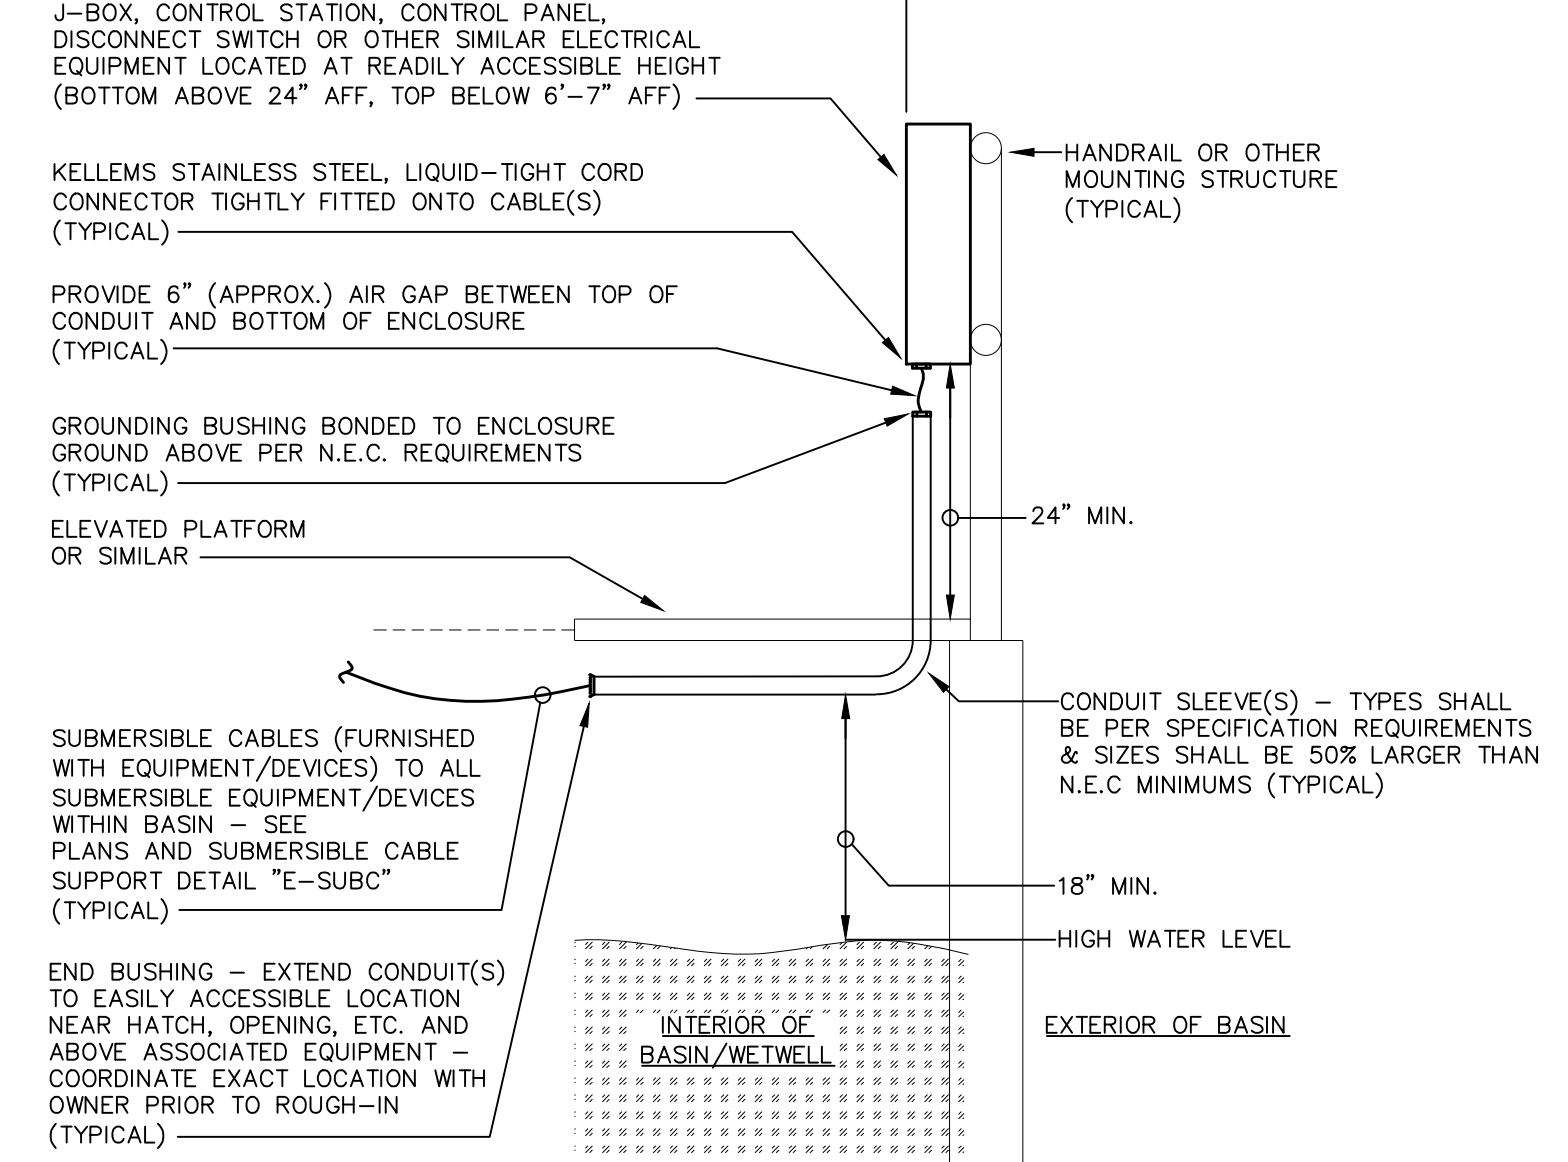 J-BOX, CONTROL STATION, CONTROL PANEL,
DISCONNECT SWITCH OR OTHER SIMILAR ELECTRICAL
EQUIPMENT LOCATED AT READILY ACCESSIBLE HEIGHT
(BOTTOM ABOVE 24" AFF, TOP BELOW 6'-7" AFF)
HANDRAIL OR OTHER
MOUNTING STRUCTURE
(TYPICAL)
KELLEMS STAINLESS STEEL, LIQUID-TIGHT CORD
CONNECTOR TIGHTLY FITTED ONTO CABLE(S)
(TYPICAL)
PROVIDE 6" (APPROX.) AIR GAP BETWEEN TOP OF
CONDUIT AND BOTTOM OF ENCLOSURE
(TYPICAL)
GROUNDING BUSHING BONDED TO ENCLOSURE
GROUND ABOVE PER N.E.C. REQUIREMENTS
(TYPICAL)
24" MIN.
ELEVATED PLATFORM
OR SIMILAR
CONDUIT SLEEVE(S) - TYPES SHALL
BE PER SPECIFICATION REQUIREMENTS
& SIZES SHALL BE 50% LARGER THAN
N.E.C MINIMUMS (TYPICAL)
SUBMERSIBLE CABLES (FURNISHED
WITH EQUIPMENT/DEVICES) TO ALL
SUBMERSIBLE EQUIPMENT/DEVICES
WITHIN BASIN - SEE
PLANS AND SUBMERSIBLE CABLE
SUPPORT DETAIL "E-SUBC"
(TYPICAL)
18" MIN.
HIGH WATER LEVEL
END BUSHING - EXTEND CONDUIT(S)
TO EASILY ACCESSIBLE LOCATION
NEAR HATCH, OPENING, ETC. AND
ABOVE ASSOCIATED EQUIPMENT -
COORDINATE EXACT LOCATION WITH
OWNER PRIOR TO ROUGH-IN
(TYPICAL)
INTERIOR OF
BASIN/WETWELL
EXTERIOR OF BASIN